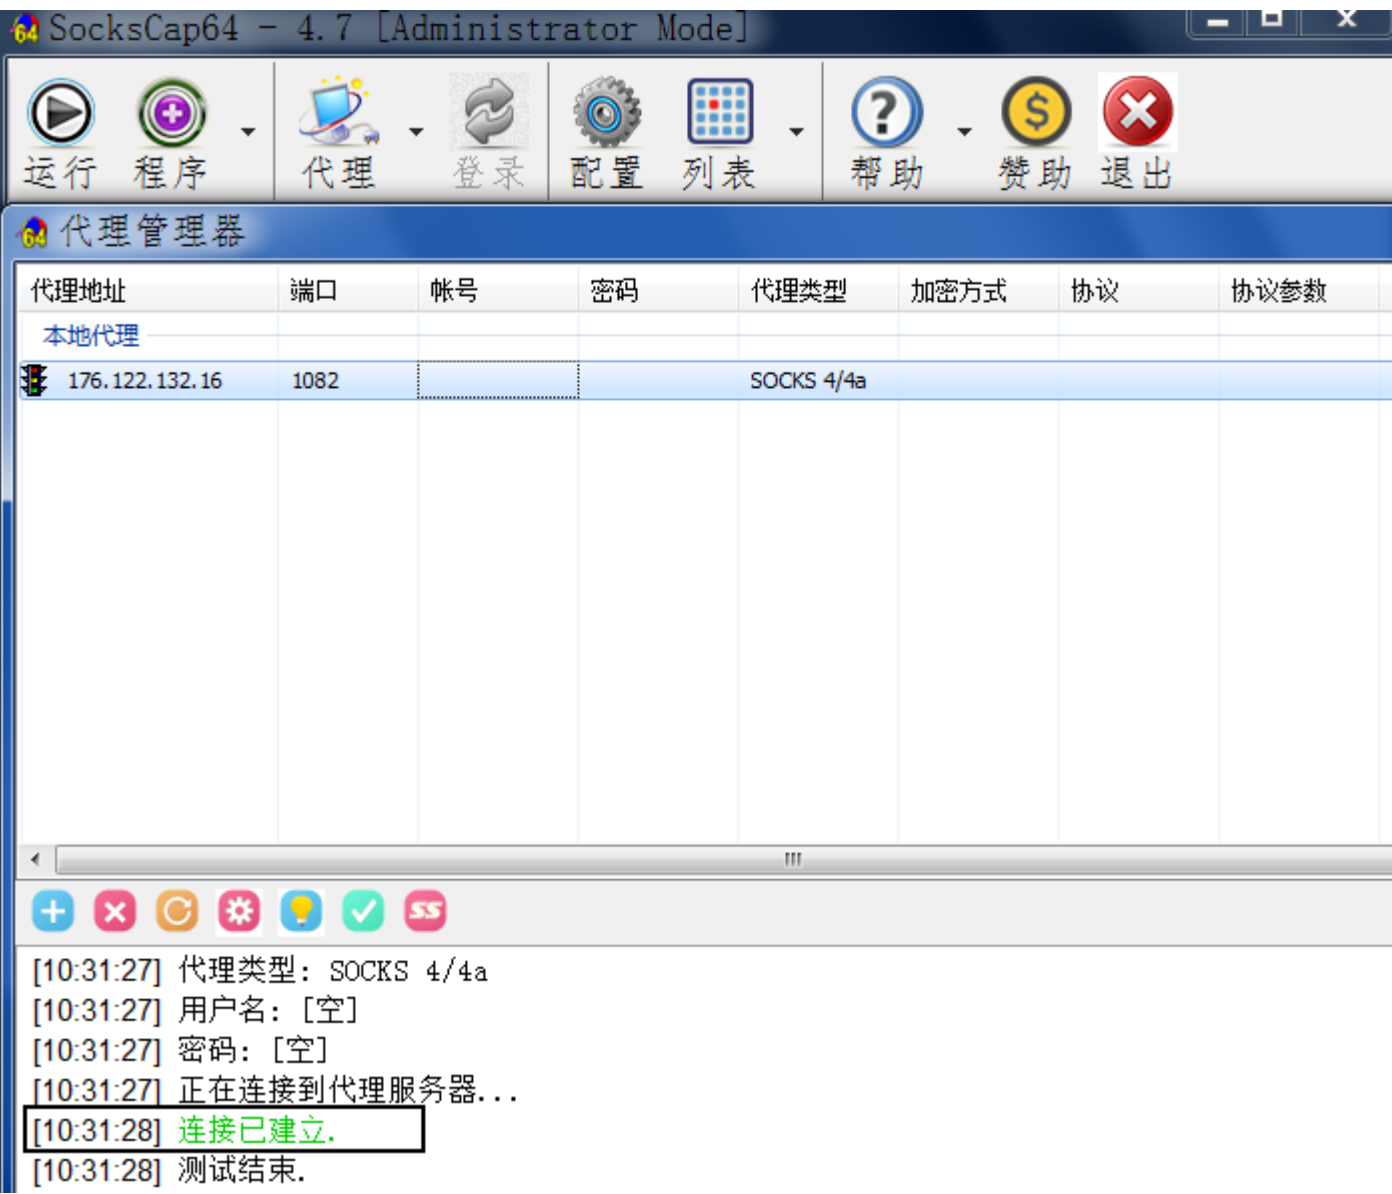 SocksCap64 - 4.7 [Administrator Mode]
运行 程序 代理 登录 配置 列表 帮助 赞助 退出
代理管理器
代理地址 端口 帐号 密码 代理类型 加密方式 协议 协议参数
本地代理
176.122.132.16 1082 SOCKS 4/4a
[10:31:27] 代理类型: SOCKS 4/4a
[10:31:27] 用户名: [空]
[10:31:27] 密码: [空]
[10:31:27] 正在连接到代理服务器...
[10:31:28] 连接已建立.
[10:31:28] 测试结束.